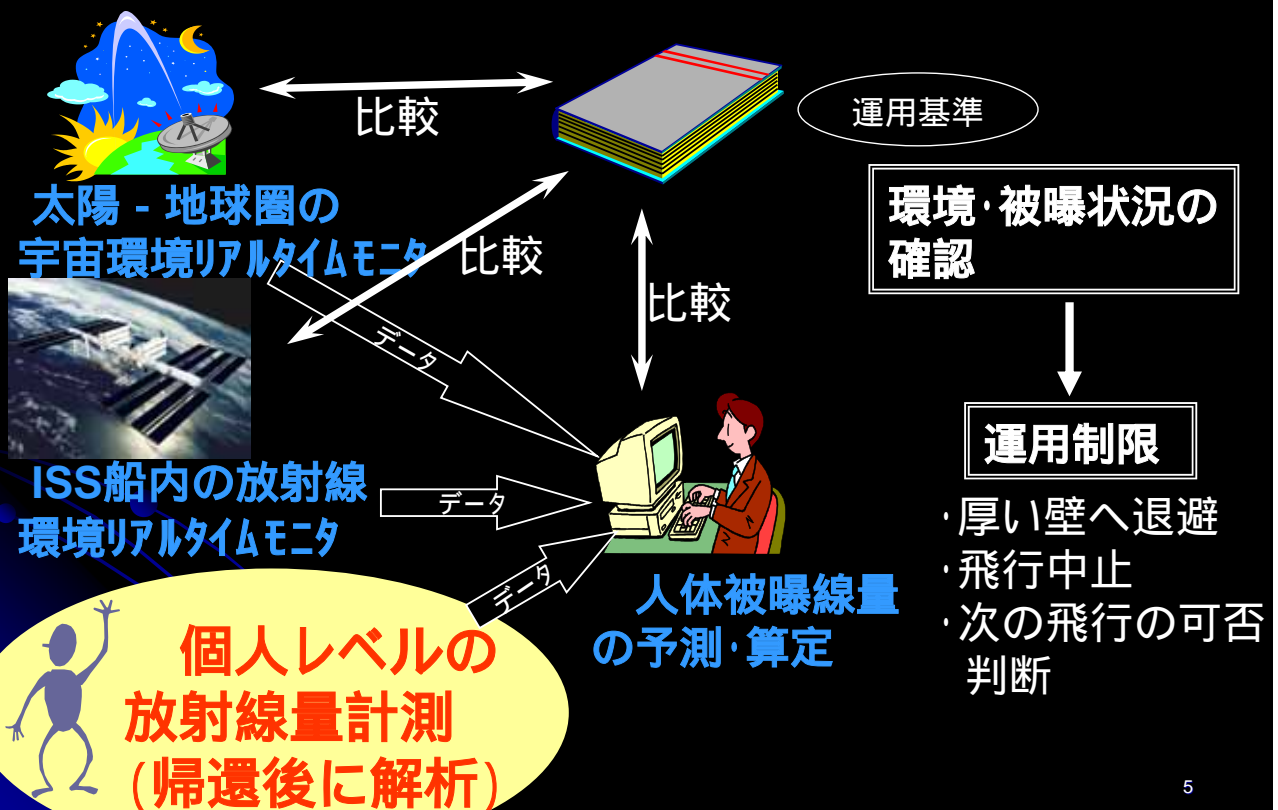 比較
運用基準
太陽 - 地球圏の
宇宙環境ﾘｱﾙﾀｲﾑﾓﾆﾀ
比較
比較
データ
環境･被曝状況の
確認
ISS船内の放射線
環境ﾘｱﾙﾀｲﾑﾓﾆﾀ
データ
データ
人体被曝線量
の予測･算定
個人レベルの
放射線量計測
(帰還後に解析)
運用制限
･厚い壁へ退避
･飛行中止
･次の飛行の可否
判断
5